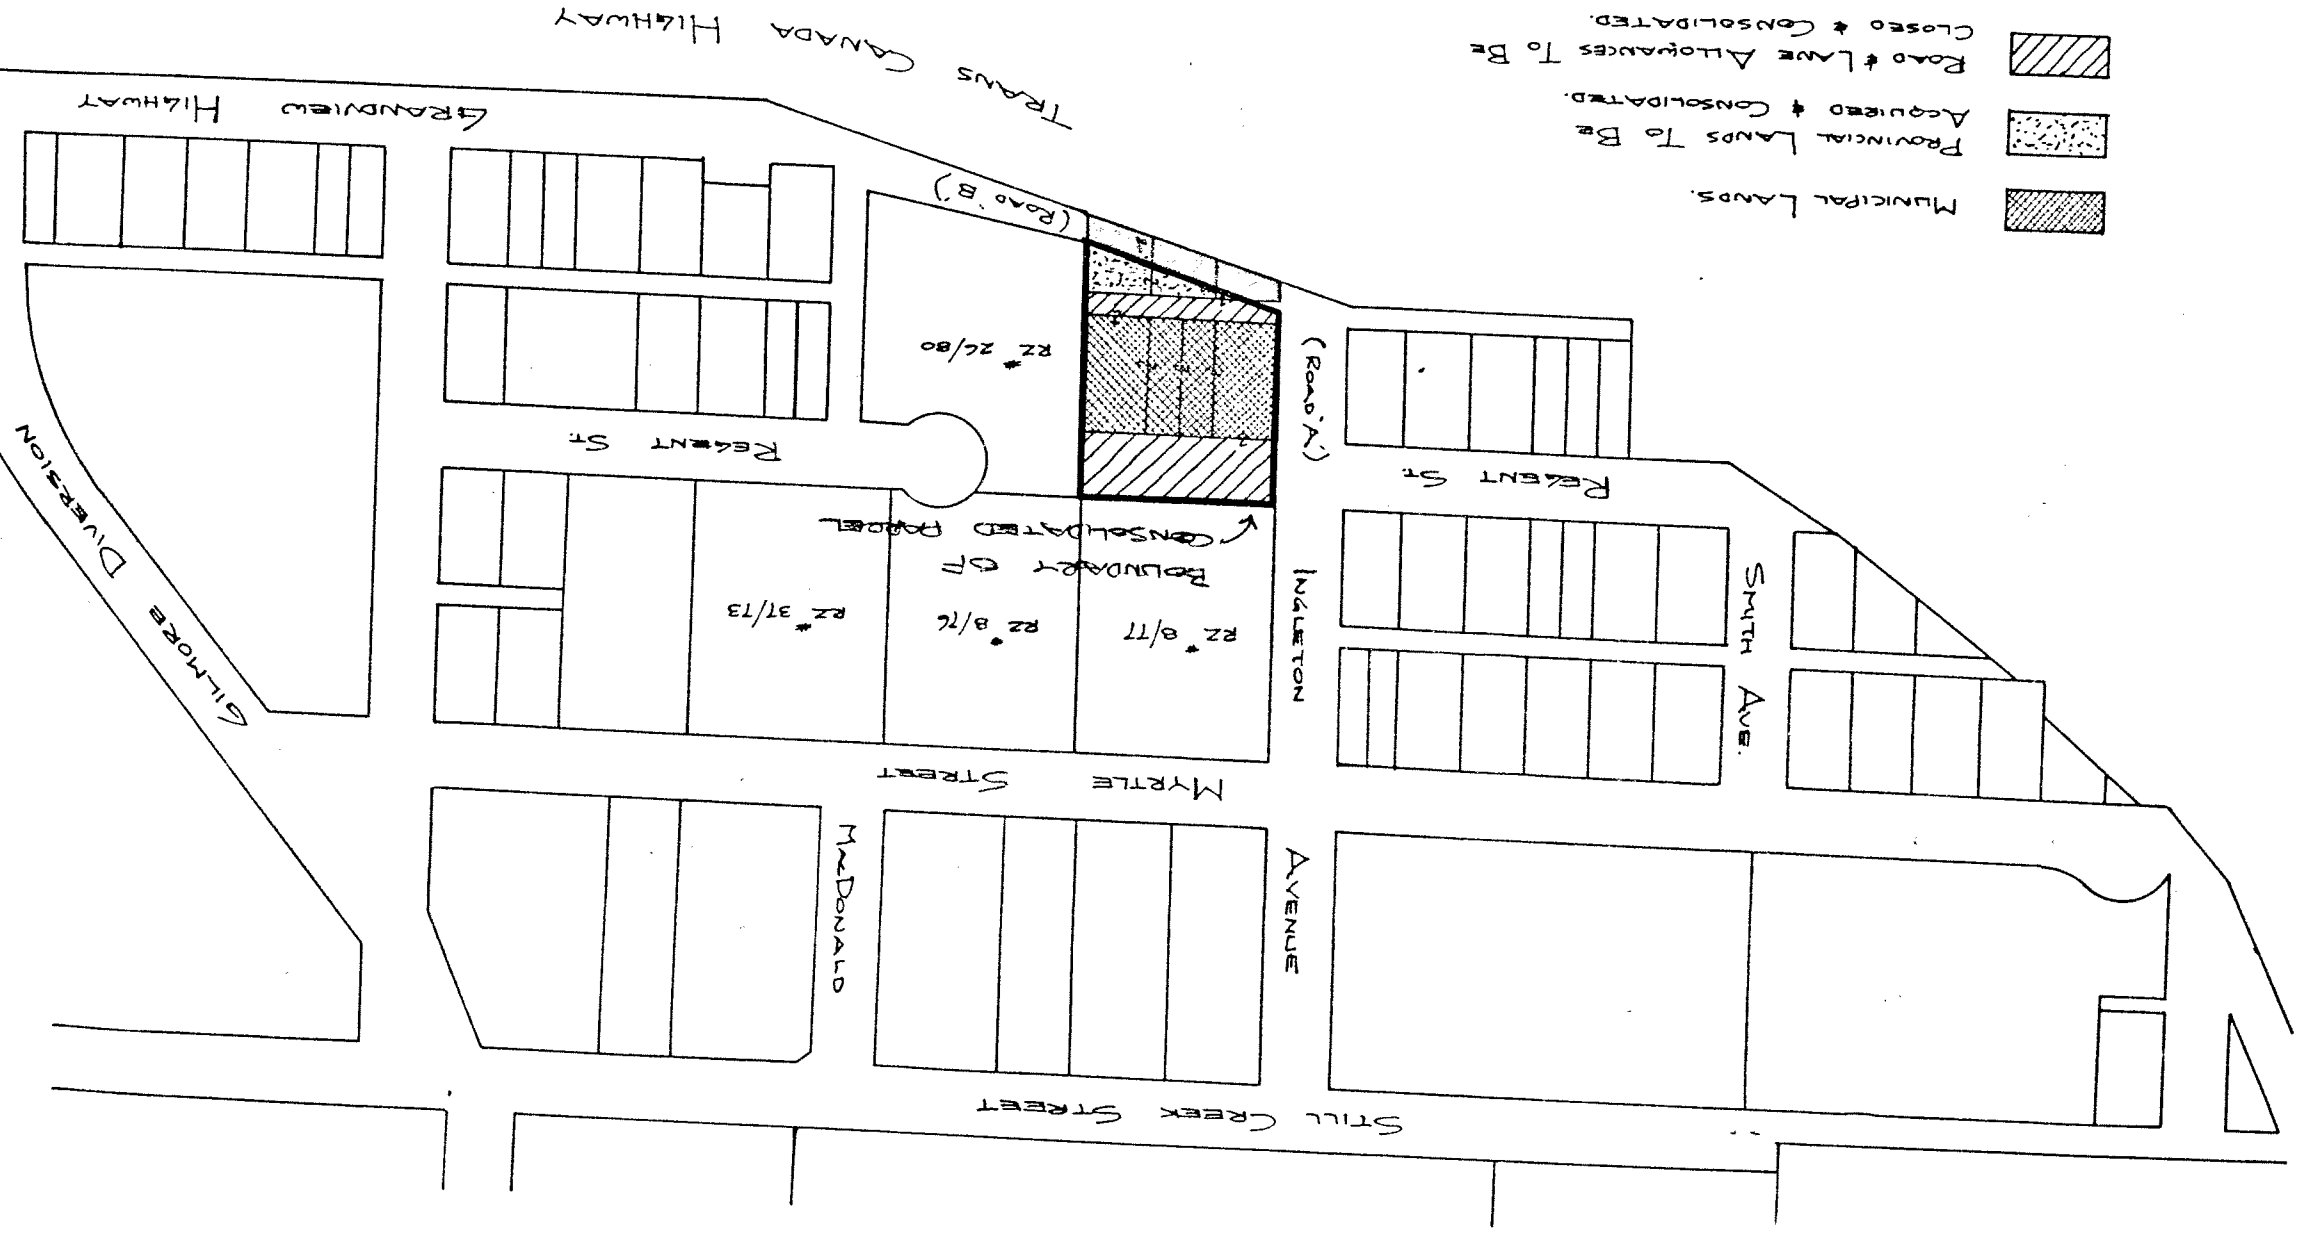 STILL CREEK STREET
AVENUE
MACDONALD
MYRTLE STREET
GILMORE DIVERSION
SMITH AVE.
INGLETON
RZ # 8/77
RZ # 8/76
RZ # 37/73
BOUNDARY OF
CONSOLIDATED PARCEL
REGENT ST.
REGENT ST.
(ROAD 'A')
RZ # 26/80
(ROAD 'B')
MUNICIPAL LANDS.
PROVINCIAL LANDS TO BE
ACQUIRED & CONSOLIDATED.
ROAD & LANE ALLOWANCES TO BE
CLOSED & CONSOLIDATED.
GRANDVIEW HIGHWAY
TRANS CANADA HIGHWAY